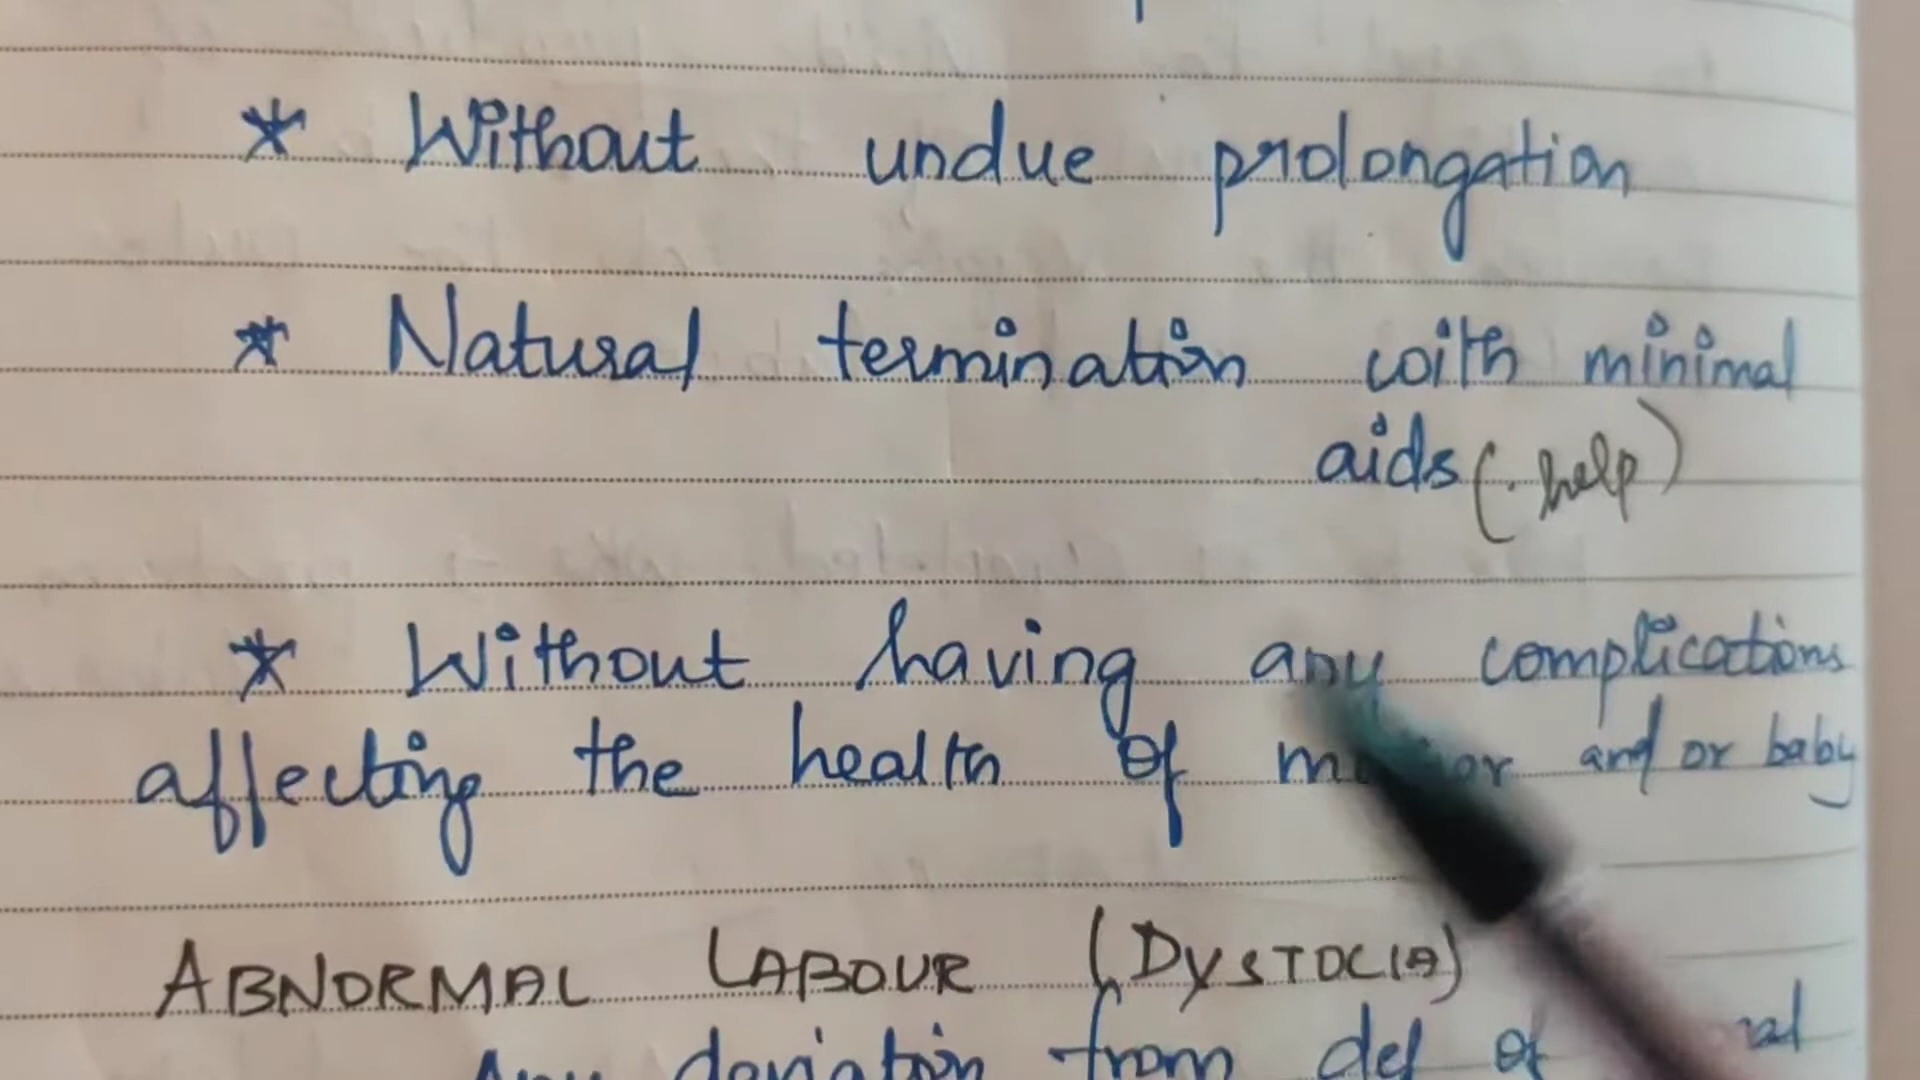 * Without undue prolongation
* Natural termination with minimal
aids (. help)
* Without having any complications
affecting the health of and or baby
ABNORMAL LABOUR (DYSTOCIA)
Any deviation from def of